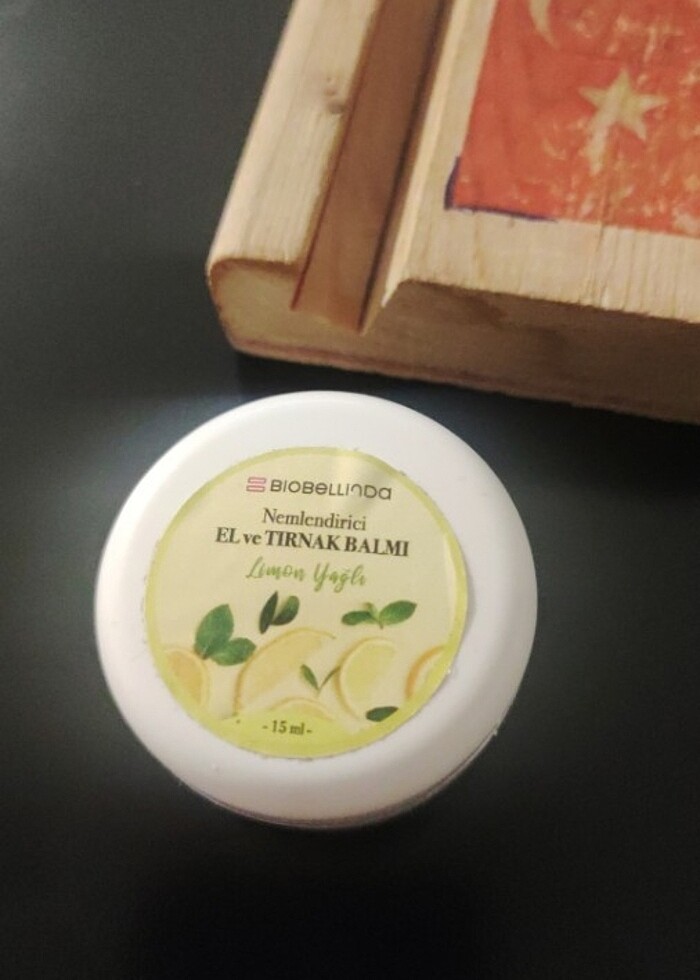 BIOBELLINDA
Nemlendirici
EL ve TIRNAK BALMI
Limon Yağlı
- 15 ml -